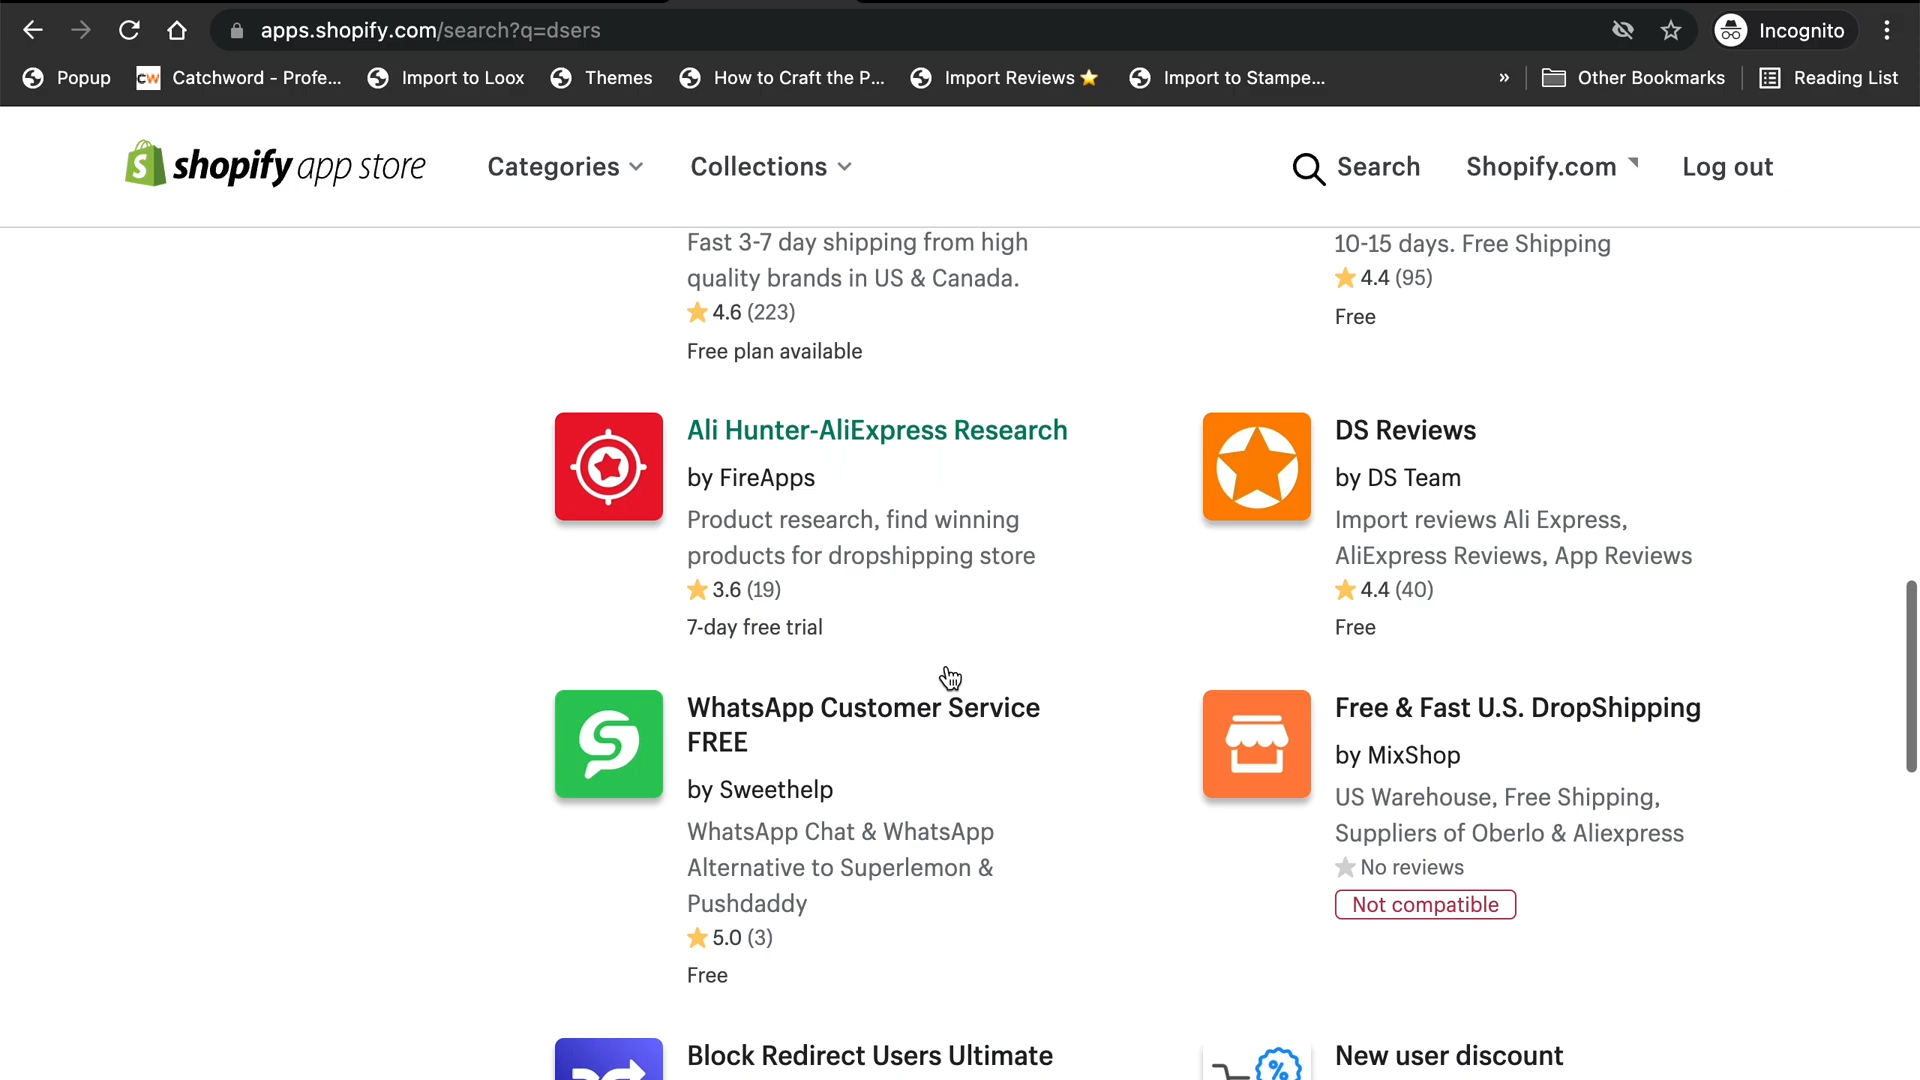 apps.shopify.com/search?q=dsers
Incognito
Popup
CW
Catchword - Profe...
Import to Loox
Themes
How to Craft the P...
Import Reviews⭐
Import to Stampe...
»
Other Bookmarks
Reading List
shopify app store
Categories
Collections
Search
Shopify.com
Log out
Fast 3-7 day shipping from high
quality brands in US & Canada.
4.6 (223)
Free plan available
10-15 days. Free Shipping
4.4 (95)
Free
Ali Hunter-AliExpress Research
by FireApps
Product research, find winning
products for dropshipping store
3.6 (19)
7-day free trial
DS Reviews
by DS Team
Import reviews Ali Express,
AliExpress Reviews, App Reviews
4.4 (40)
Free
WhatsApp Customer Service
FREE
by Sweethelp
WhatsApp Chat & WhatsApp
Alternative to Superlemon &
Pushdaddy
5.0 (3)
Free
Free & Fast U.S. DropShipping
by MixShop
US Warehouse, Free Shipping,
Suppliers of Oberlo & Aliexpress
No reviews
Not compatible
Block Redirect Users Ultimate
%
New user discount